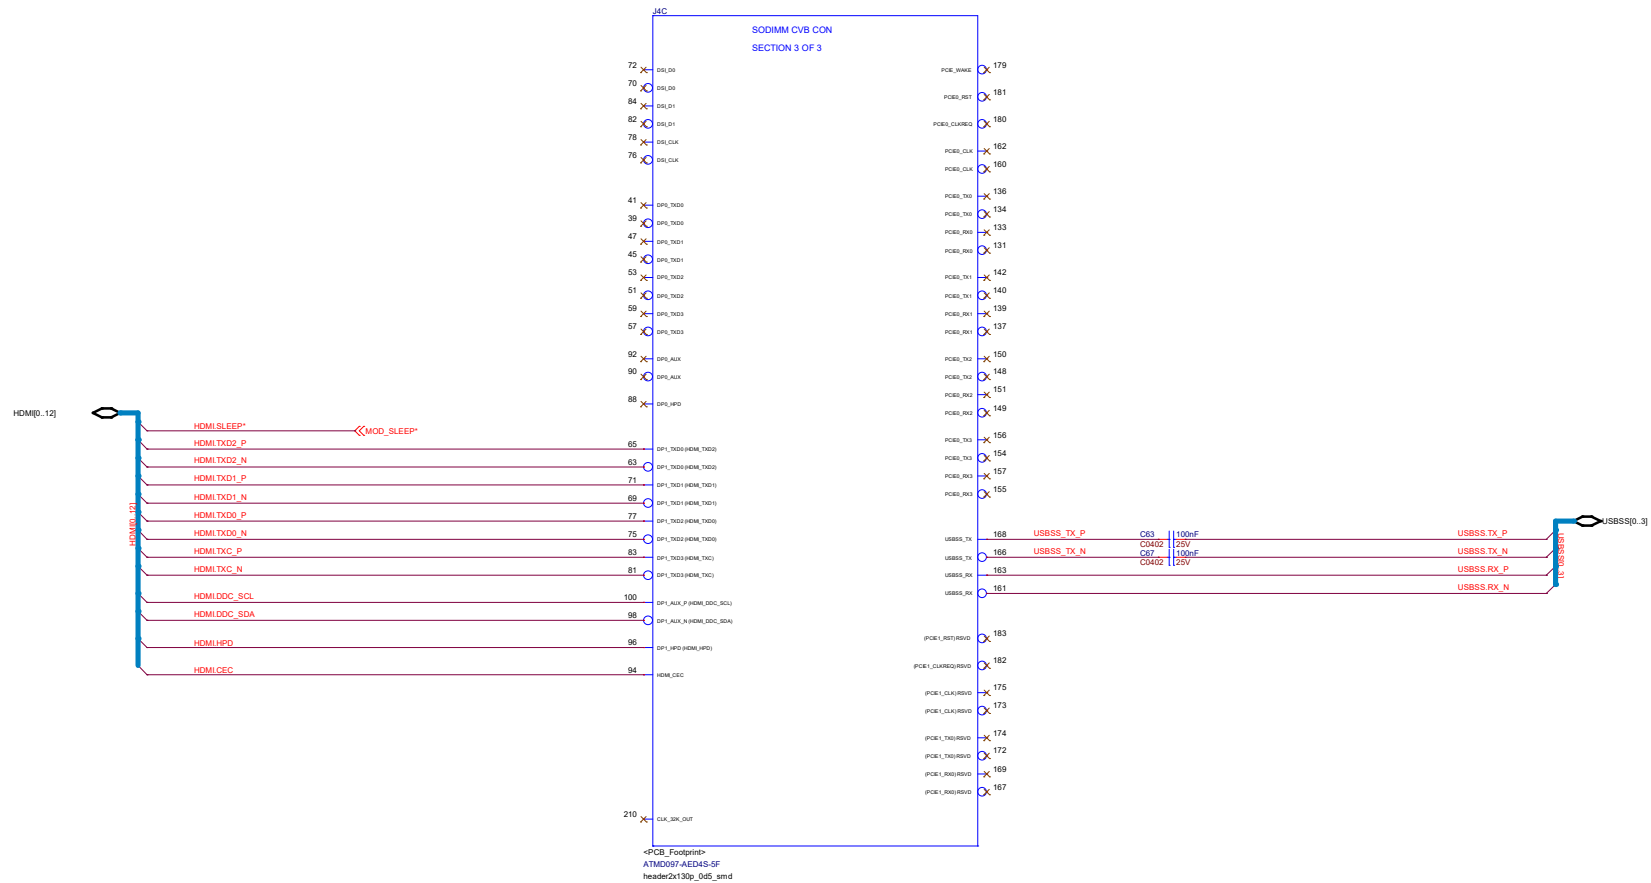 J4C
SODIMM CVB CON
SECTION 3 OF 3
72 DSI_D0
70 DSI_D0
84 DSI_D1
82 DSI_D1
78 DSI_CLK
76 DSI_CLK
41 DP0_TXD0
39 DP0_TXD0
47 DP0_TXD1
45 DP0_TXD1
53 DP0_TXD2
51 DP0_TXD2
59 DP0_TXD3
57 DP0_TXD3
92 DP0_AUX
90 DP0_AUX
88 DP0_HPD
HDMI[0..12]
HDMI[0..12]
HDMI.SLEEP* MOD_SLEEP*
HDMI.TXD2_P 65 DP1_TXD0 (HDMI_TXD2)
HDMI.TXD2_N 63 DP1_TXD0 (HDMI_TXD2)
HDMI.TXD1_P 71 DP1_TXD1 (HDMI_TXD1)
HDMI.TXD1_N 69 DP1_TXD1 (HDMI_TXD1)
HDMI.TXD0_P 77 DP1_TXD2 (HDMI_TXD0)
HDMI.TXD0_N 75 DP1_TXD2 (HDMI_TXD0)
HDMI.TXC_P 83 DP1_TXD3 (HDMI_TXC)
HDMI.TXC_N 81 DP1_TXD3 (HDMI_TXC)
HDMI.DDC_SCL 100 DP1_AUX_P (HDMI_DDC_SCL)
HDMI.DDC_SDA 98 DP1_AUX_N (HDMI_DDC_SDA)
HDMI.HPD 96 DP1_HPD (HDMI_HPD)
HDMI.CEC 94 HDMI_CEC
210 CLK_32K_OUT
PCIE_WAKE 179
PCIE0_RST 181
PCIE0_CLKREQ 180
PCIE0_CLK 162
PCIE0_CLK 160
PCIE0_TX0 136
PCIE0_TX0 134
PCIE0_RX0 133
PCIE0_RX0 131
PCIE0_TX1 142
PCIE0_TX1 140
PCIE0_RX1 139
PCIE0_RX1 137
PCIE0_TX2 150
PCIE0_TX2 148
PCIE0_RX2 151
PCIE0_RX2 149
PCIE0_TX3 156
PCIE0_TX3 154
PCIE0_RX3 157
PCIE0_RX3 155
USBSS_TX 168 USBSS_TX_P C63 100nF USBSS.TX_P
C0402 25V
USBSS_TX 166 USBSS_TX_N C67 100nF USBSS.TX_N
C0402 25V
USBSS_RX 163 USBSS.RX_P
USBSS_RX 161 USBSS.RX_N
USBSS[0..3]
USBSS[0..3]
(PCIE1_RST) RSVD 183
(PCIE1_CLKREQ) RSVD 182
(PCIE1_CLK) RSVD 175
(PCIE1_CLK) RSVD 173
(PCIE1_TX0) RSVD 174
(PCIE1_TX0) RSVD 172
(PCIE1_RX0) RSVD 169
(PCIE1_RX0) RSVD 167
<PCB_Footprint>
ATMD097-AED4S-5F
header2x130p_0d5_smd